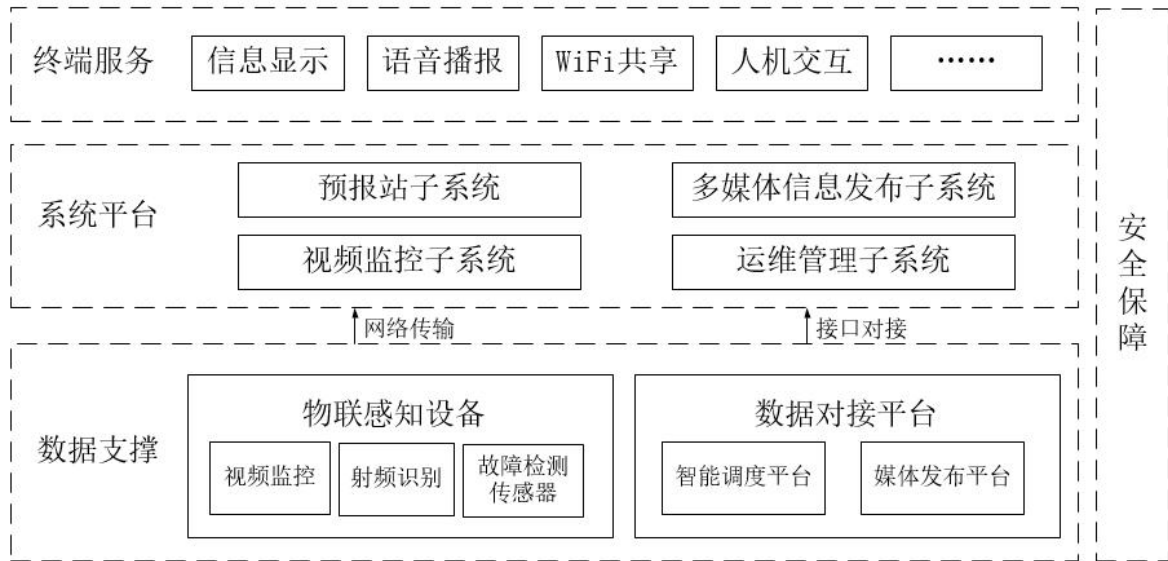 终端服务
信息显示
语音播报
WiFi共享
人机交互
……
系统平台
预报站子系统
多媒体信息发布子系统
视频监控子系统
运维管理子系统
网络传输
接口对接
数据支撑
物联感知设备
视频监控
射频识别
故障检测
传感器
数据对接平台
智能调度平台
媒体发布平台
安全保障